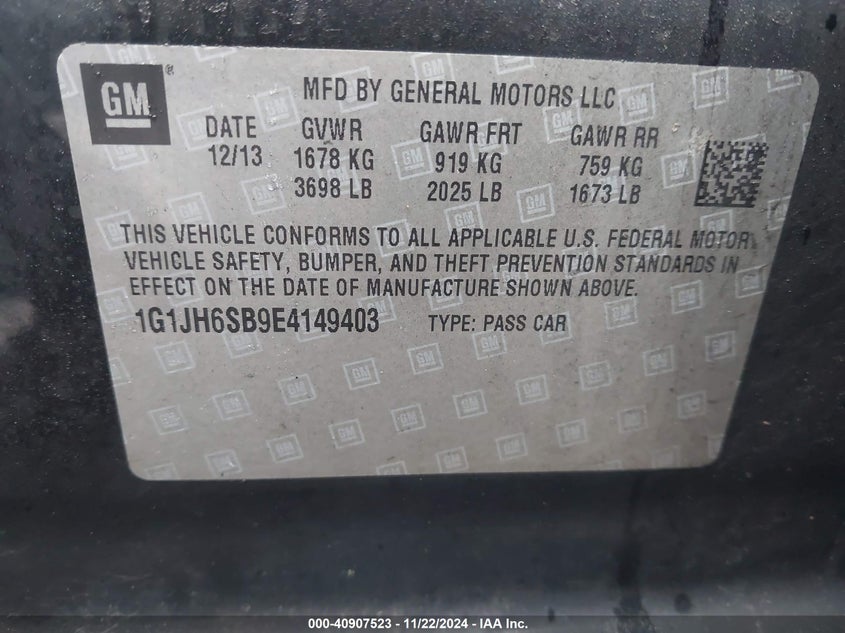 GM ®
MFD BY GENERAL MOTORS LLC
DATE GVWR GAWR FRT GAWR RR
12/13 1678 KG 919 KG 759 KG
3698 LB 2025 LB 1673 LB
THIS VEHICLE CONFORMS TO ALL APPLICABLE U.S. FEDERAL MOTOR
VEHICLE SAFETY, BUMPER, AND THEFT PREVENTION STANDARDS IN
EFFECT ON THE DATE OF MANUFACTURE SHOWN ABOVE.
1G1JH6SB9E4149403 TYPE: PASS CAR
000-40907523 - 11/22/2024 - IAA Inc.